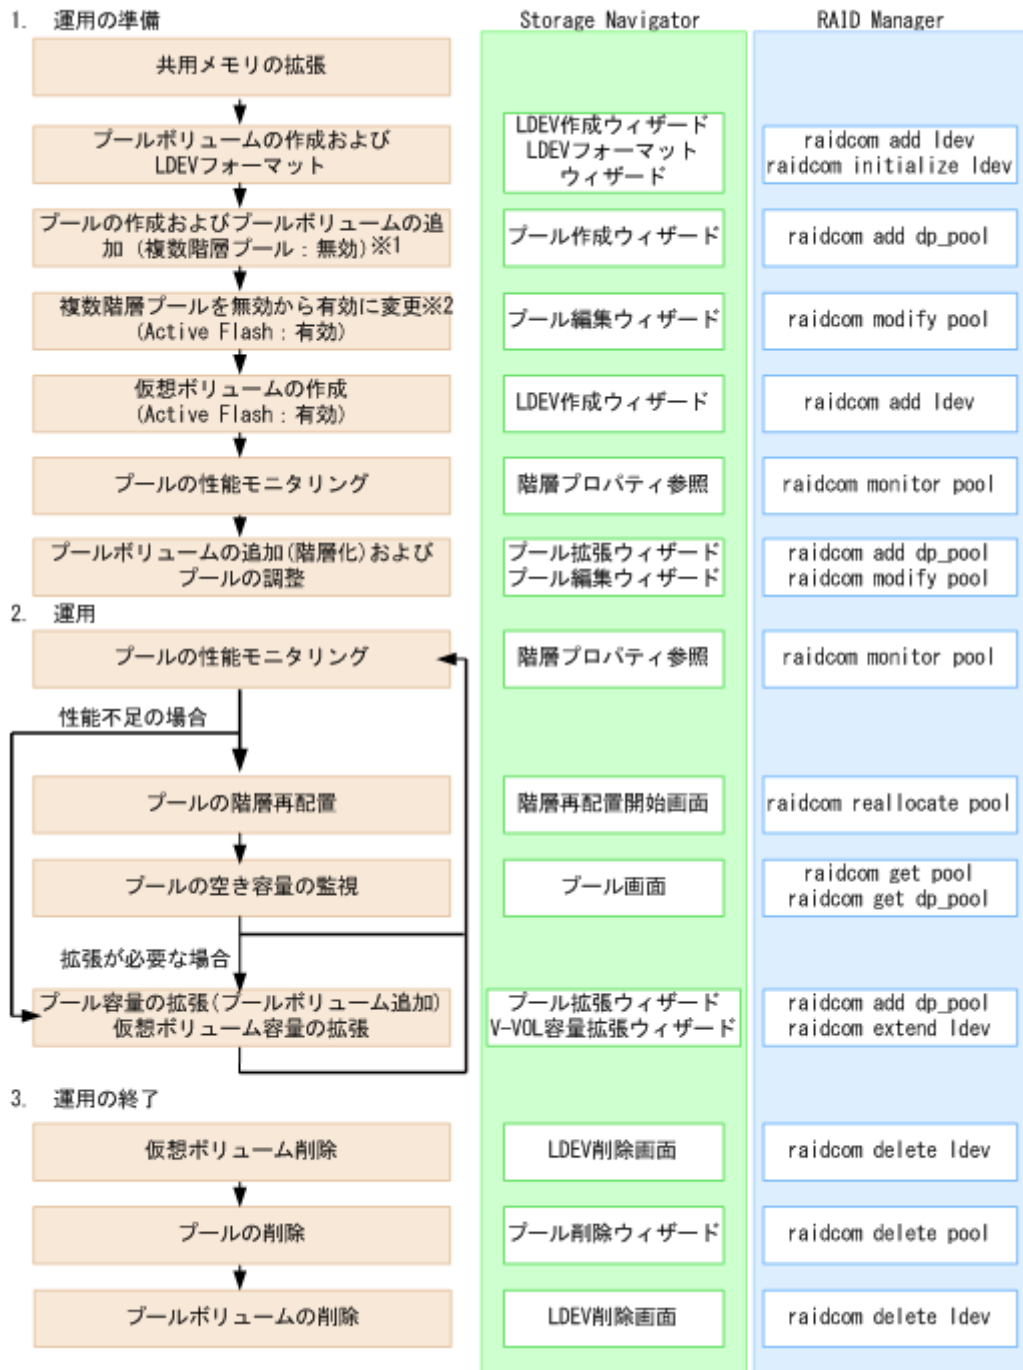 1. 運用の準備
Storage Navigator
RAID Manager
共用メモリの拡張
プールボリュームの作成および
LDEVフォーマット
LDEV作成ウィザード
LDEVフォーマット
ウィザード
raidcom add ldev
raidcom initialize ldev
プールの作成およびプールボリュームの追
加 (複数階層プール：無効)※1
プール作成ウィザード
raidcom add dp_pool
複数階層プールを無効から有効に変更※2
(Active Flash：有効)
プール編集ウィザード
raidcom modify pool
仮想ボリュームの作成
(Active Flash：有効)
LDEV作成ウィザード
raidcom add ldev
プールの性能モニタリング
階層プロパティ参照
raidcom monitor pool
プールボリュームの追加(階層化)および
プールの調整
プール拡張ウィザード
プール編集ウィザード
raidcom add dp_pool
raidcom modify pool
2. 運用
プールの性能モニタリング
階層プロパティ参照
raidcom monitor pool
性能不足の場合
プールの階層再配置
階層再配置開始画面
raidcom reallocate pool
プールの空き容量の監視
プール画面
raidcom get pool
raidcom get dp_pool
拡張が必要な場合
プール容量の拡張(プールボリューム追加)
仮想ボリューム容量の拡張
プール拡張ウィザード
V-VOL容量拡張ウィザード
raidcom add dp_pool
raidcom extend ldev
3. 運用の終了
仮想ボリューム削除
LDEV削除画面
raidcom delete ldev
プールの削除
プール削除ウィザード
raidcom delete pool
プールボリュームの削除
LDEV削除画面
raidcom delete ldev